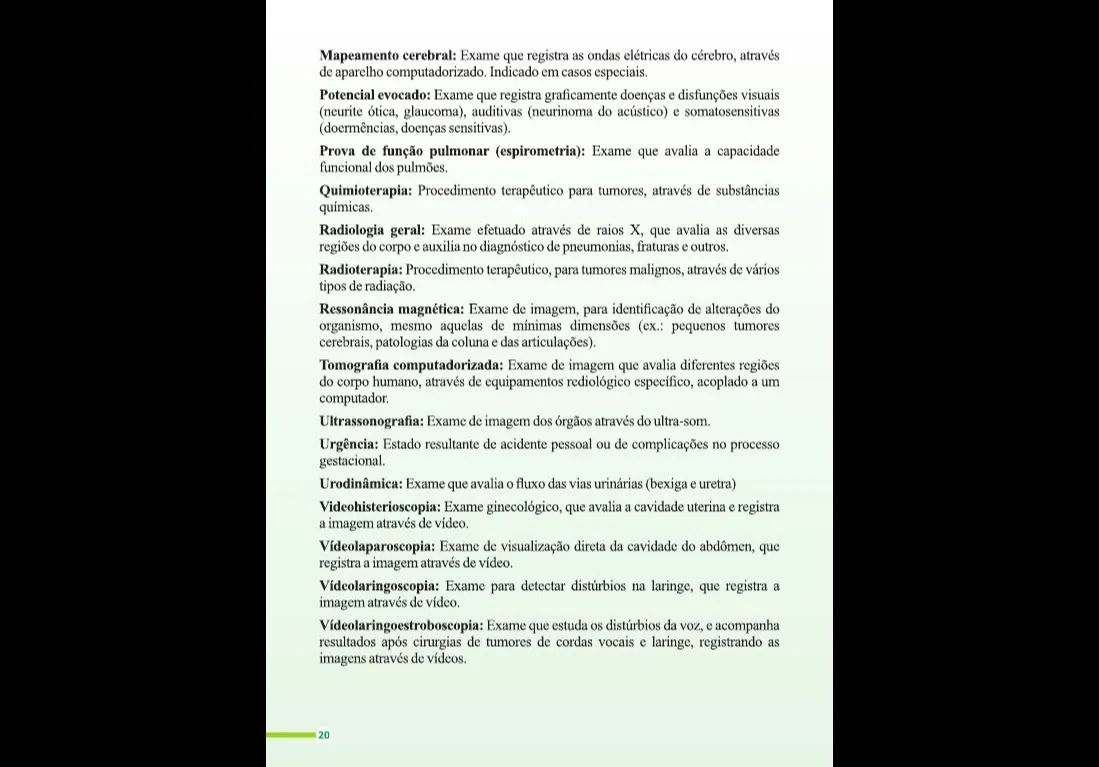 Mapeamento cerebral: Exame que registra as ondas elétricas do cérebro, através
de aparelho computadorizado. Indicado em casos especiais.
Potencial evocado: Exame que registra graficamente doenças e disfunções visuais
(neurite ótica, glaucoma), auditivas (neurinoma do acústico) e somatosensitivas
(doermências, doenças sensitivas).
Prova de função pulmonar (espirometria): Exame que avalia a capacidade
funcional dos pulmões.
Quimioterapia: Procedimento terapêutico para tumores, através de substâncias
químicas.
Radiologia geral: Exame efetuado através de raios X, que avalia as diversas
regiões do corpo e auxilia no diagnóstico de pneumonias, fraturas e outros.
Radioterapia: Procedimento terapêutico, para tumores malignos, através de vários
tipos de radiação.
Ressonância magnética: Exame de imagem, para identificação de alterações do
organismo, mesmo aquelas de mínimas dimensões (ex.: pequenos tumores
cerebrais, patologias da coluna e das articulações).
Tomografia computadorizada: Exame de imagem que avalia diferentes regiões
do corpo humano, através de equipamentos rediológico específico, acoplado a um
computador.
Ultrassonografia: Exame de imagem dos órgãos através do ultra-som.
Urgência: Estado resultante de acidente pessoal ou de complicações no processo
gestacional.
Urodinâmica: Exame que avalia o fluxo das vias urinárias (bexiga e uretra)
Videohisterioscopia: Exame ginecológico, que avalia a cavidade uterina e registra
a imagem através de vídeo.
Vídeolaparoscopia: Exame de visualização direta da cavidade do abdômen, que
registra a imagem através de vídeo.
Vídeolaringoscopia: Exame para detectar distúrbios na laringe, que registra a
imagem através de vídeo.
Vídeolaringoestroboscopia: Exame que estuda os distúrbios da voz, e acompanha
resultados após cirurgias de tumores de cordas vocais e laringe, registrando as
imagens através de vídeos.
20